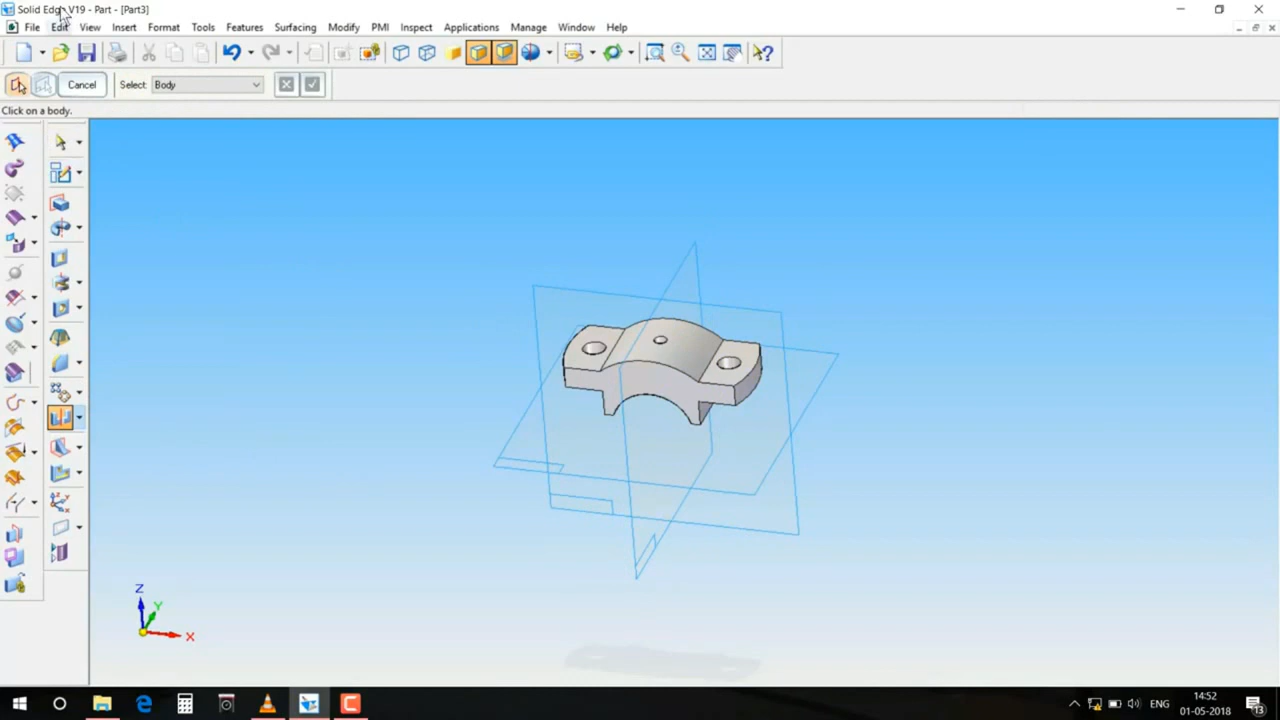 Solid Edge V19 - Part - [Part3]
File Edit View Insert Format Tools Features Surfacing Modify PMI Inspect Applications Manage Window Help
Cancel Select: Body
Click on a body.
Z
Y
X
ENG
14:52
01-05-2018
13